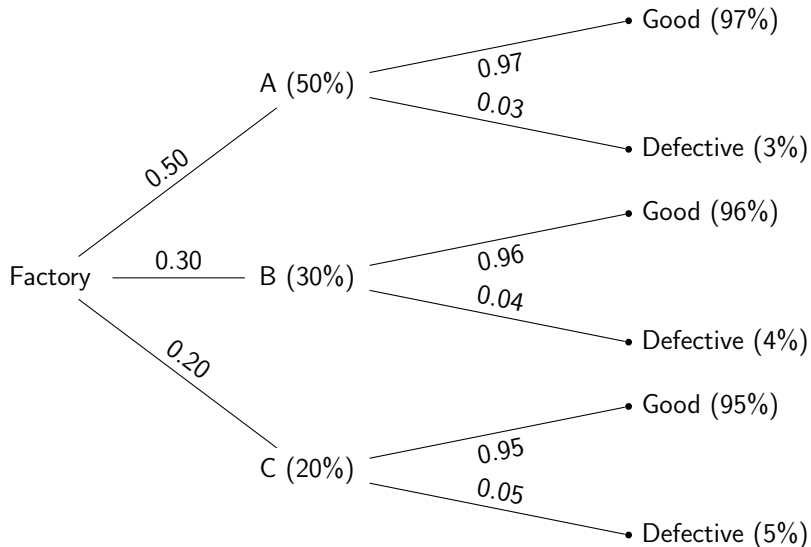 Good (97%)
0.97
A (50%)
0.03
0.50
Defective (3%)
Good (96%)
0.96
Factory
0.30
B (30%)
0.04
0.20
Defective (4%)
Good (95%)
0.95
C (20%)
0.05
Defective (5%)